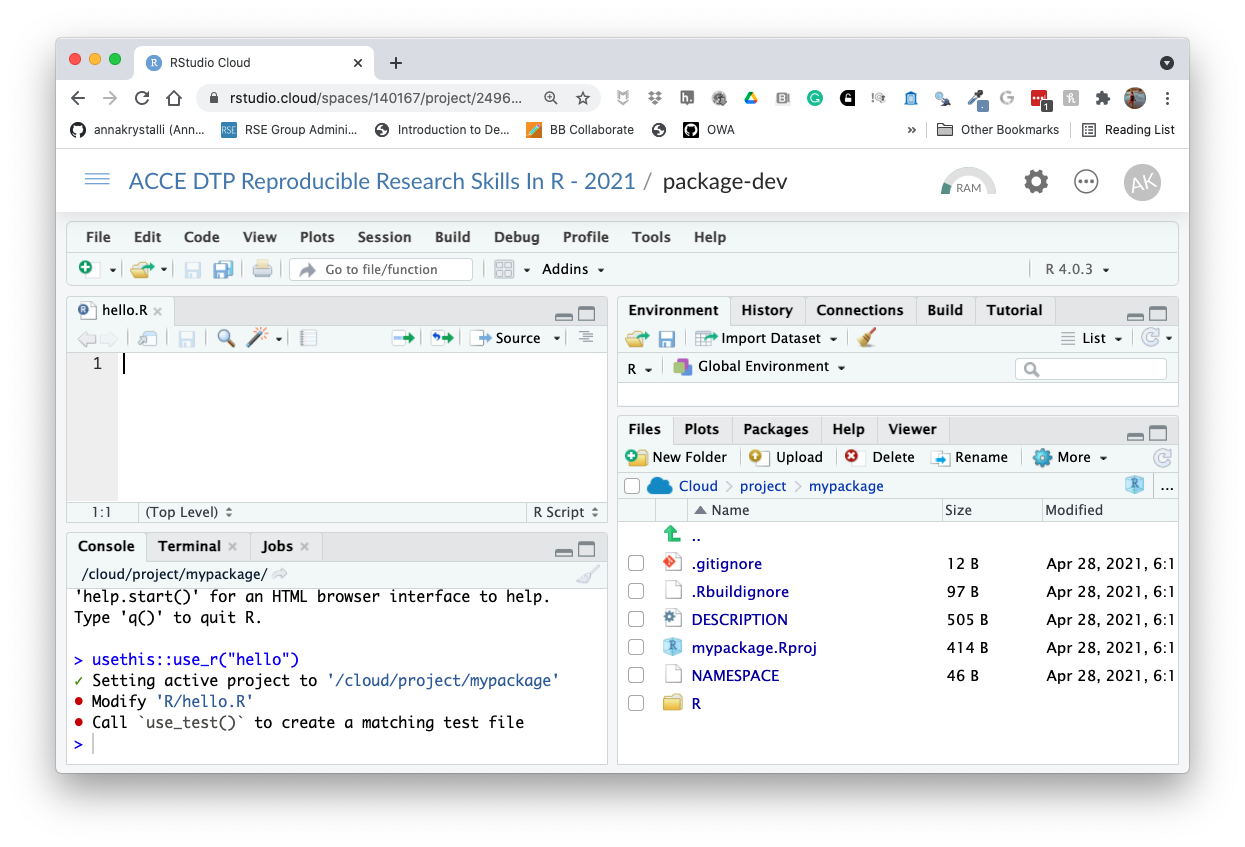 RStudio Cloud
rstudio.cloud/spaces/140167/project/2496...
annakrystalli (Ann...
RSE Group Admini...
Introduction to De...
BB Collaborate
OWA
»
Other Bookmarks
Reading List
ACCE DTP Reproducible Research Skills In R - 2021 / package-dev
RAM
AK
File Edit Code View Plots Session Build Debug Profile Tools Help
Go to file/function
Addins
R 4.0.3
hello.R
Source
1
1:1 (Top Level) R Script
Console Terminal Jobs
/cloud/project/mypackage/
'help.start()' for an HTML browser interface to help.
Type 'q()' to quit R.
> usethis::use_r("hello")
✓ Setting active project to '/cloud/project/mypackage'
● Modify 'R/hello.R'
● Call `use_test()` to create a matching test file
>
Environment History Connections Build Tutorial
Import Dataset
List
R
Global Environment
Files Plots Packages Help Viewer
New Folder Upload Delete Rename More
Cloud > project > mypackage
...
Name Size Modified
..
.gitignore 12 B Apr 28, 2021, 6:1
.Rbuildignore 97 B Apr 28, 2021, 6:1
DESCRIPTION 505 B Apr 28, 2021, 6:1
mypackage.Rproj 414 B Apr 28, 2021, 6:1
NAMESPACE 46 B Apr 28, 2021, 6:1
R